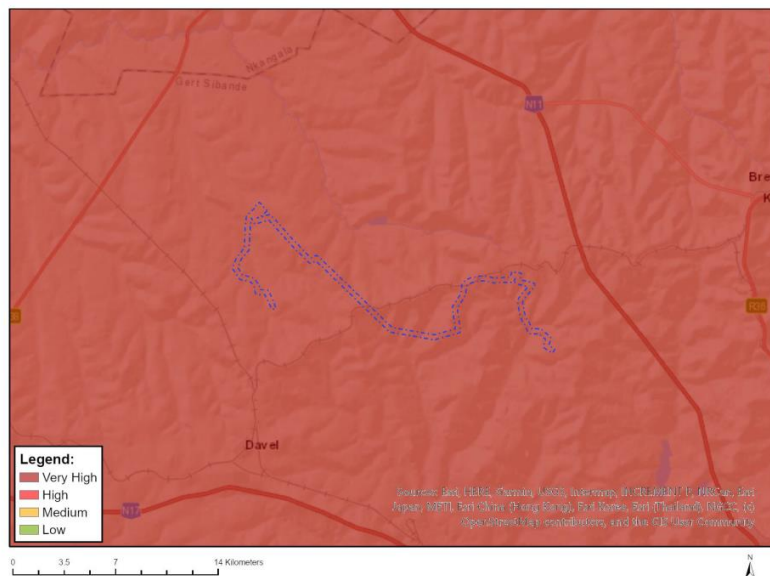 Nkangala
Gert Sibande
N11
Bre
K
R36
Davel
N17
Legend:
Very High
High
Medium
Low
Sources: Esri, HERE, Garmin, USGS, Intermap, INCREMENT P, NRCan, Esri
Japan, METI, Esri China (Hong Kong), Esri Korea, Esri (Thailand), NGCC, (c)
OpenStreetMap contributors, and the GIS User Community
0 3.5 7 14 Kilometers
N